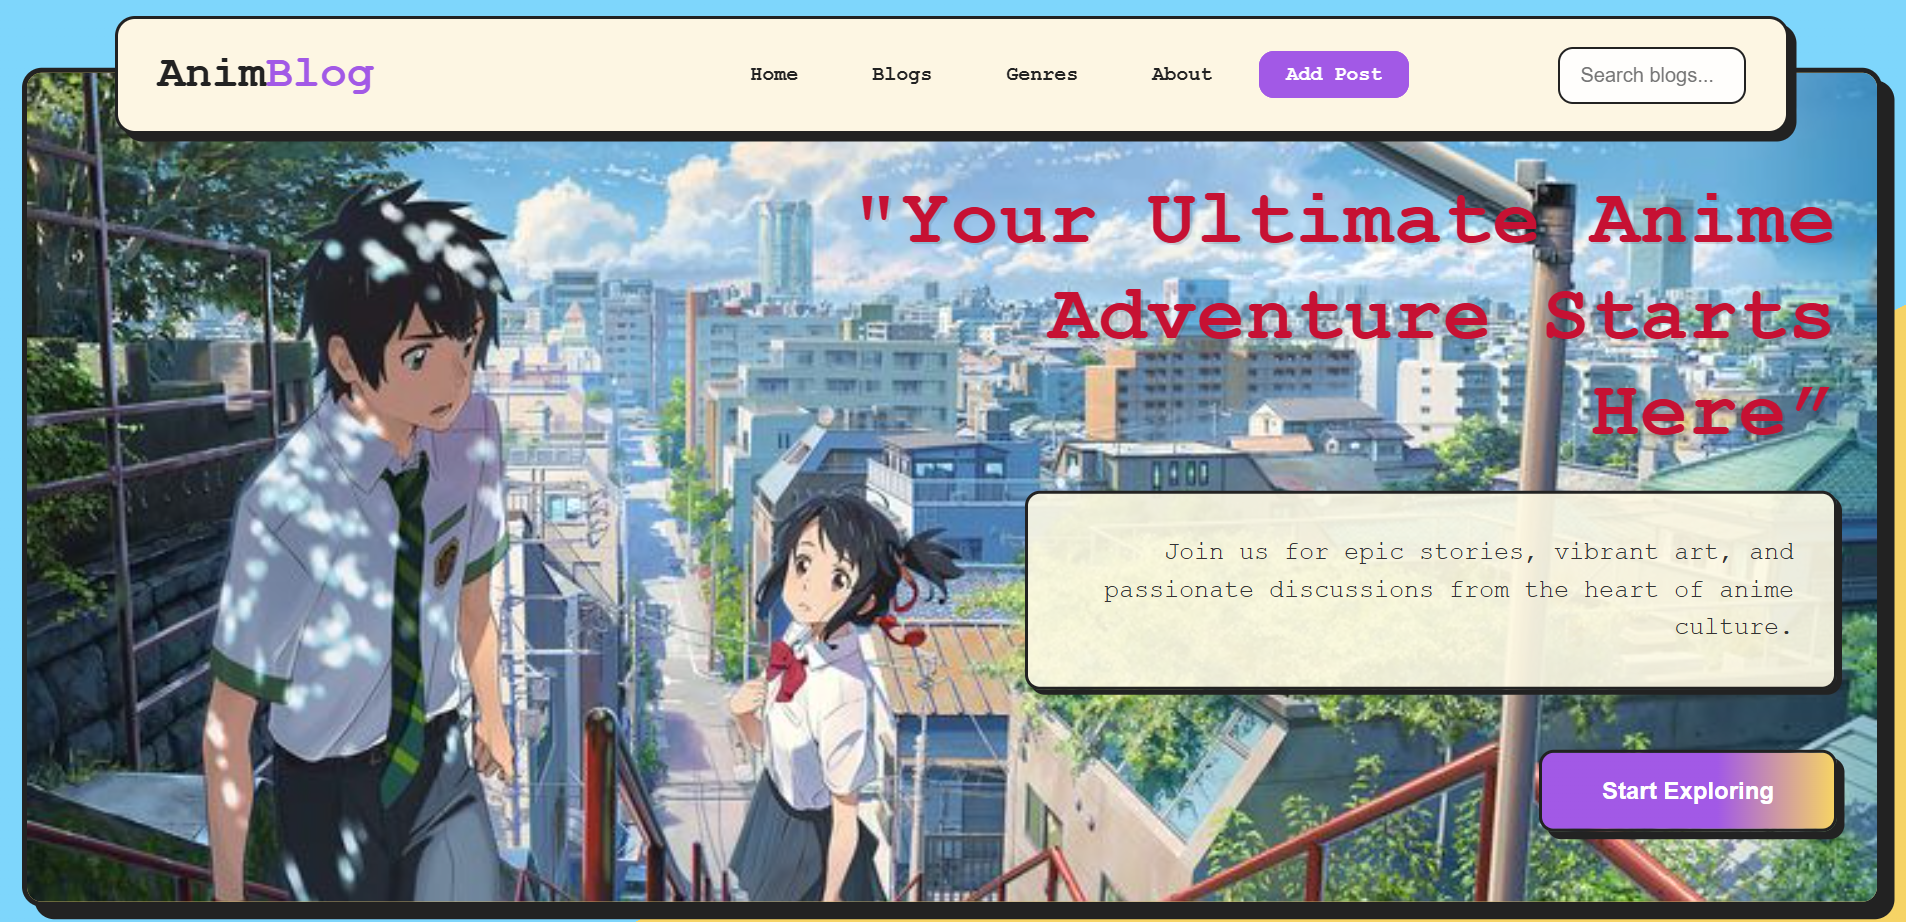 AnimBlog
Home Blogs Genres About Add Post Search blogs...
"Your Ultimate Anime
Adventure Starts
Here”
Join us for epic stories, vibrant art, and
passionate discussions from the heart of anime
culture.
Start Exploring